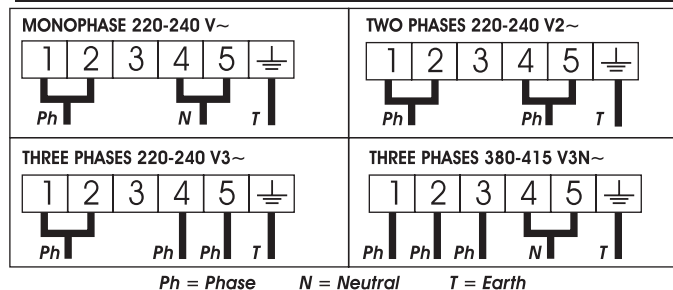 MONOPHASE 220-240 V~
1 2 3 4 5
Ph N T
TWO PHASES 220-240 V2~
1 2 3 4 5
Ph Ph T
THREE PHASES 220-240 V3~
1 2 3 4 5
Ph Ph Ph T
THREE PHASES 380-415 V3N~
1 2 3 4 5
Ph Ph Ph N T
Ph = Phase N = Neutral T = Earth